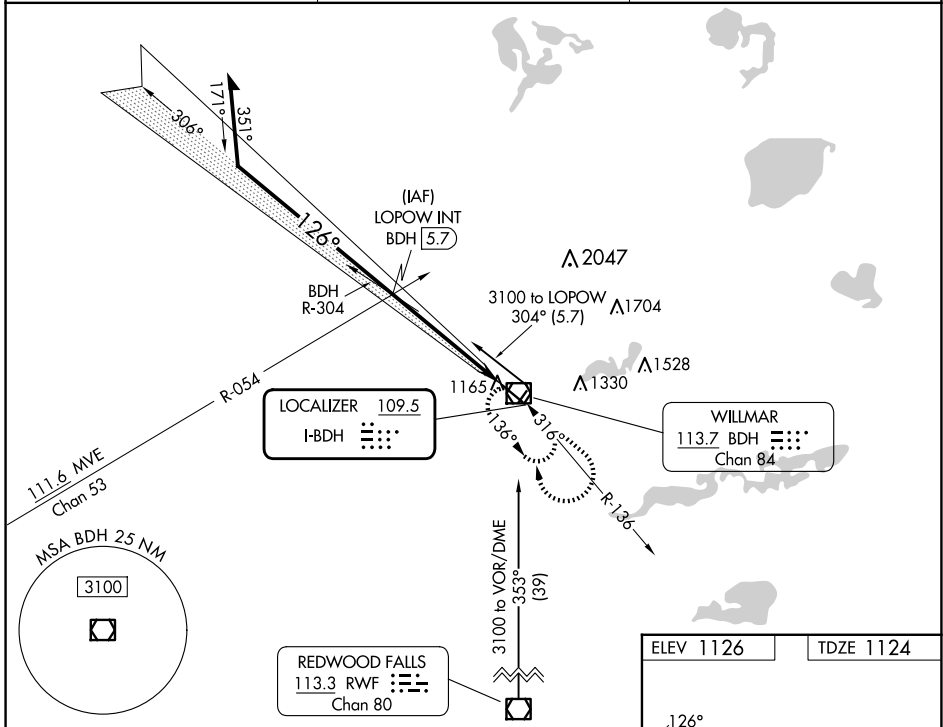 306°
171°
351°
126°
(IAF)
LOPOW INT
BDH 5.7
BDH
R-304
2047
3100 to LOPOW
304° (5.7)
1704
1528
1330
1165
R-054
111.6 MVE
Chan 53
LOCALIZER 109.5
I-BDH
WILLMAR
113.7 BDH
Chan 84
136°
316°
R-136
MSA BDH 25 NM
3100
3100 to VOR/DME
353°
(39)
REDWOOD FALLS
113.3 RWF
Chan 80
ELEV 1126
TDZE 1124
126°